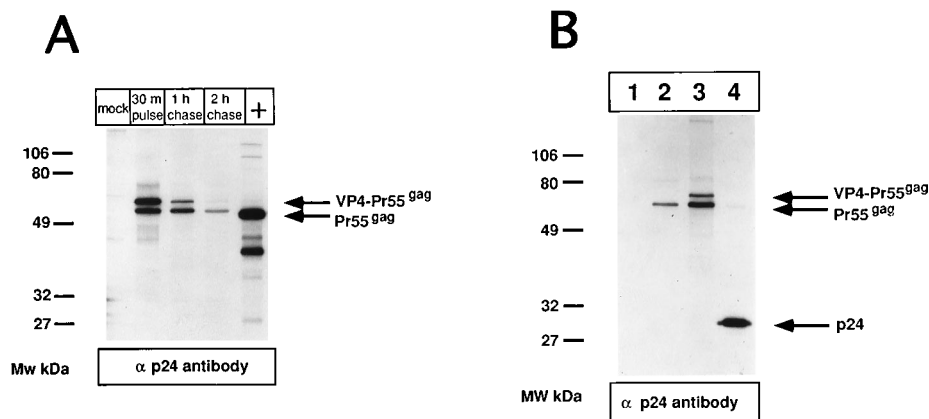 A
mock
30 m pulse
1 h chase
2 h chase
+
106
80
49
32
27
VP4-Pr55gag
Pr55gag
Mw kDa
α p24 antibody
B
1 2 3 4
106
80
49
32
27
VP4-Pr55gag
Pr55gag
p24
MW kDa
α p24 antibody